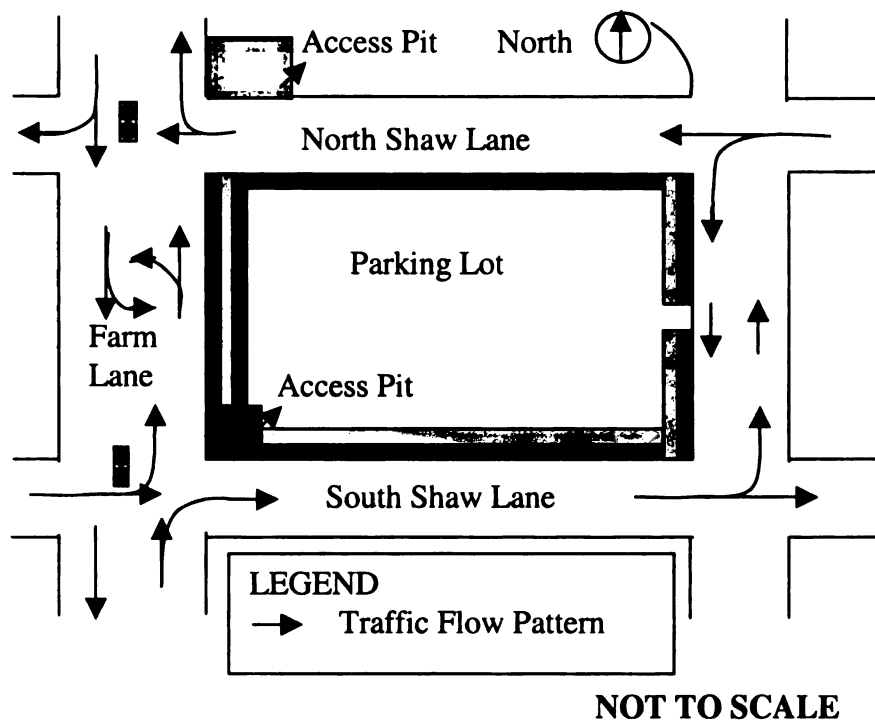 Access Pit
North
North Shaw Lane
Parking Lot
Farm
Lane
Access Pit
South Shaw Lane
LEGEND
Traffic Flow Pattern
NOT TO SCALE